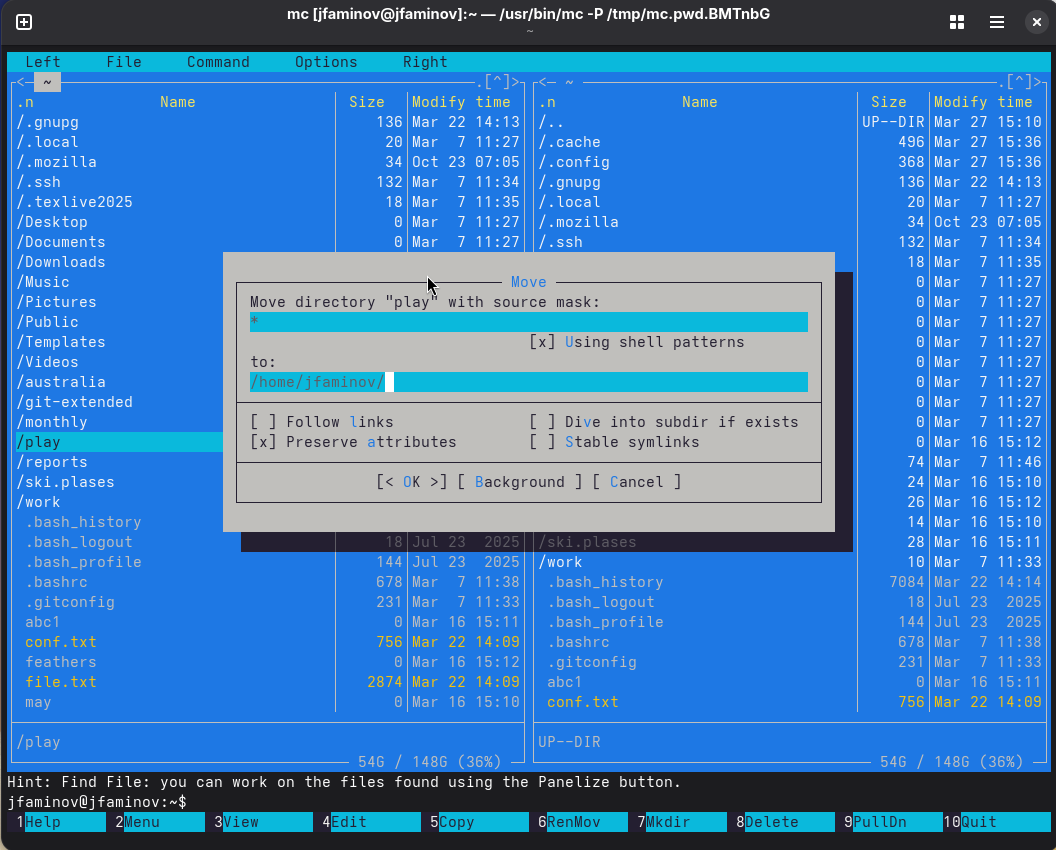 mc [jfaminov@jfaminov]:~ — /usr/bin/mc -P /tmp/mc.pwd.BMTnbG
~
Left File Command Options Right
<─ ~ ─.[^]>
<─ ~ ─.[^]>
.n Name Size Modify time .n Name Size Modify time
/.gnupg 136 Mar 22 14:13 /.. UP--DIR Mar 27 15:10
/.local 20 Mar 7 11:27 /.cache 496 Mar 27 15:36
/.mozilla 34 Oct 23 07:05 /.config 368 Mar 27 15:36
/.ssh 132 Mar 7 11:34 /.gnupg 136 Mar 22 14:13
/.texlive2025 18 Mar 7 11:35 /.local 20 Mar 7 11:27
/Desktop 0 Mar 7 11:27 /.mozilla 34 Oct 23 07:05
/Documents 0 Mar 7 11:27 /.ssh 132 Mar 7 11:34
/Downloads 18 Mar 7 11:35
/Music Move 0 Mar 7 11:27
/Pictures Move directory "play" with source mask: 0 Mar 7 11:27
/Public * 0 Mar 7 11:27
/Templates [x] Using shell patterns 0 Mar 7 11:27
/Videos to: 0 Mar 7 11:27
/australia /home/jfaminov/ 0 Mar 7 11:27
/git-extended 0 Mar 7 11:27
/monthly [ ] Follow links [ ] Dive into subdir if exists 0 Mar 7 11:27
/play [x] Preserve attributes [ ] Stable symlinks 0 Mar 16 15:12
/reports 74 Mar 7 11:46
/ski.plases [< OK >] [ Background ] [ Cancel ] 24 Mar 16 15:10
/work 26 Mar 16 15:12
.bash_history 14 Mar 16 15:10
.bash_logout 18 Jul 23 2025 /ski.plases 28 Mar 16 15:11
.bash_profile 144 Jul 23 2025 /work 10 Mar 7 11:33
.bashrc 678 Mar 7 11:38 .bash_history 7084 Mar 22 14:14
.gitconfig 231 Mar 7 11:33 .bash_logout 18 Jul 23 2025
abc1 0 Mar 16 15:11 .bash_profile 144 Jul 23 2025
conf.txt 756 Mar 22 14:09 .bashrc 678 Mar 7 11:38
feathers 0 Mar 16 15:12 .gitconfig 231 Mar 7 11:33
file.txt 2874 Mar 22 14:09 abc1 0 Mar 16 15:11
may 0 Mar 16 15:10 conf.txt 756 Mar 22 14:09
/play UP--DIR
54G / 148G (36%) 54G / 148G (36%)
Hint: Find File: you can work on the files found using the Panelize button.
jfaminov@jfaminov:~$
1Help 2Menu 3View 4Edit 5Copy 6RenMov 7Mkdir 8Delete 9PullDn 10Quit